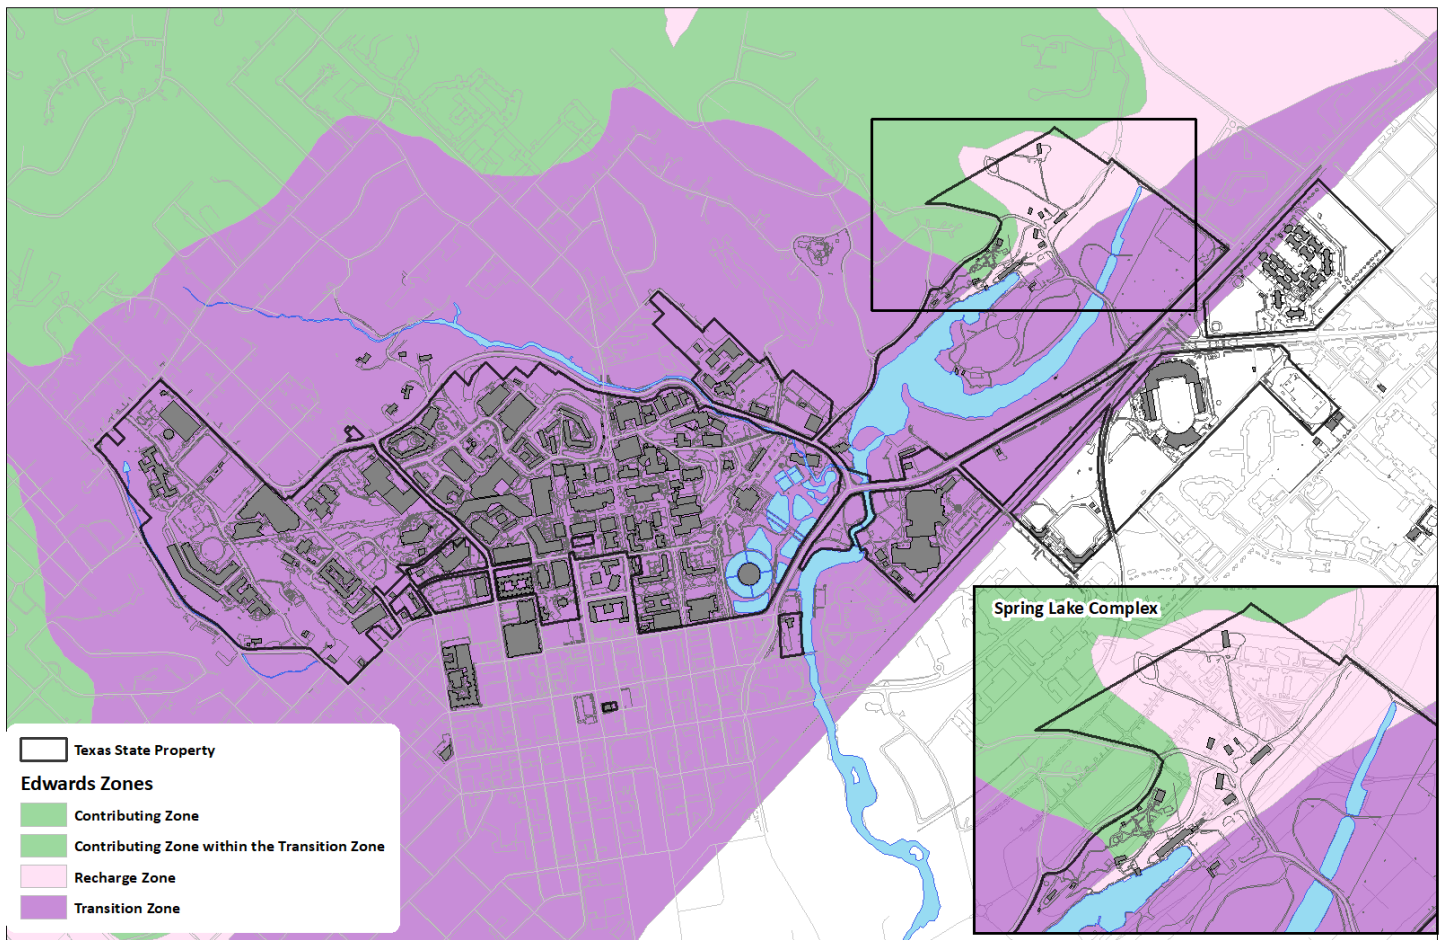 Spring Lake Complex
Texas State Property
Edwards Zones
Contributing Zone
Contributing Zone within the Transition Zone
Recharge Zone
Transition Zone